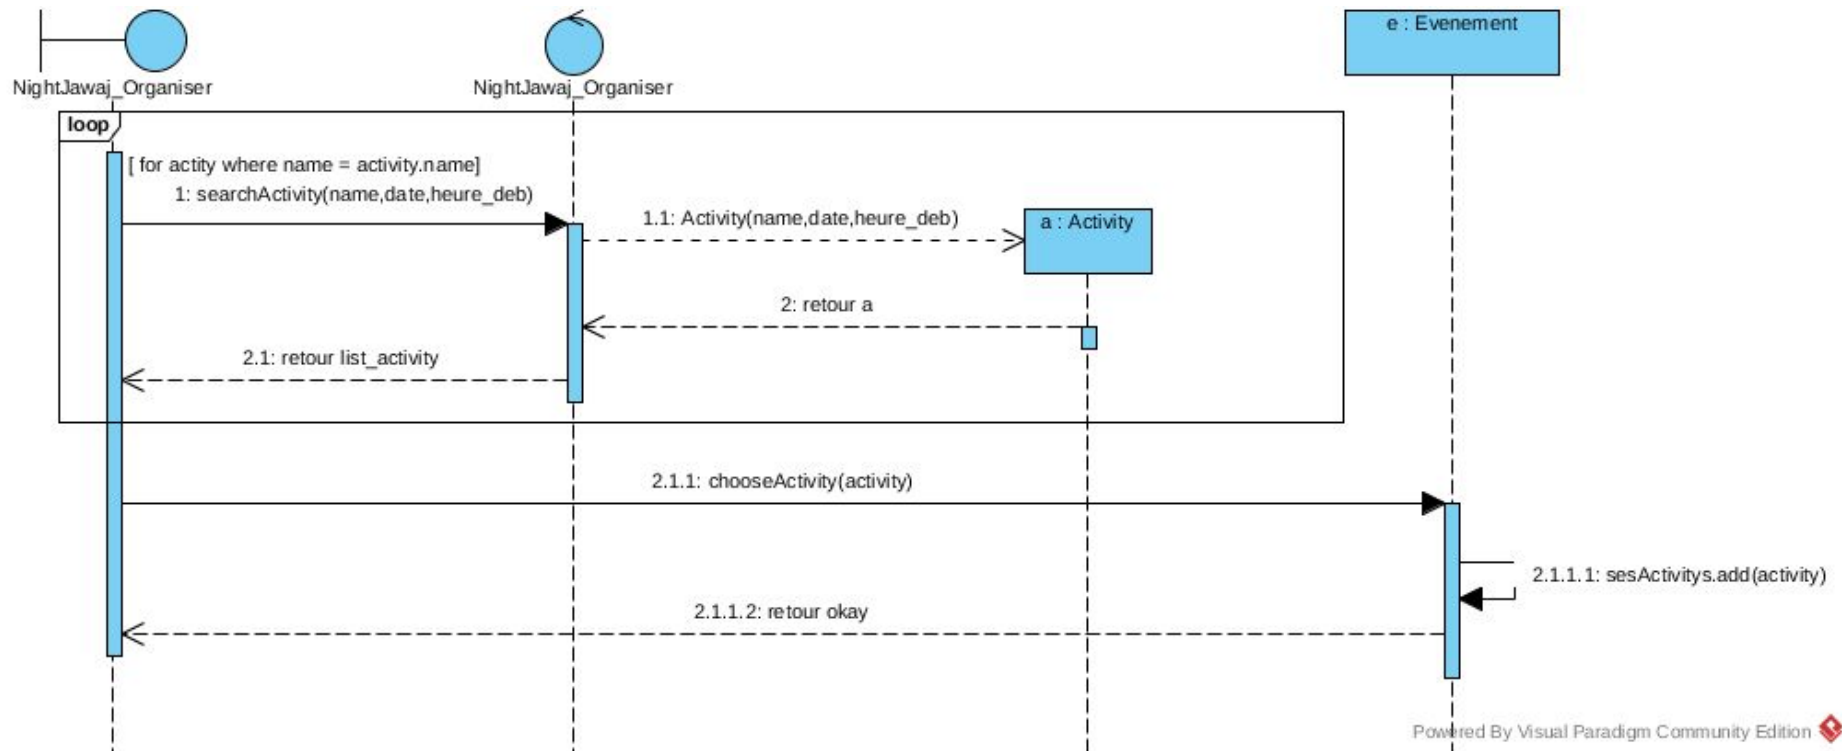 e : Evenement
NightJawaj_Organiser
NightJawaj_Organiser
loop
[ for actity where name = activity.name]
1: searchActivity(name,date,heure_deb)
1.1: Activity(name,date,heure_deb)
a : Activity
2: retour a
2.1: retour list_activity
2.1.1: chooseActivity(activity)
2.1.1.1: sesActivitys.add(activity)
2.1.1.2: retour okay
Powered By Visual Paradigm Community Edition